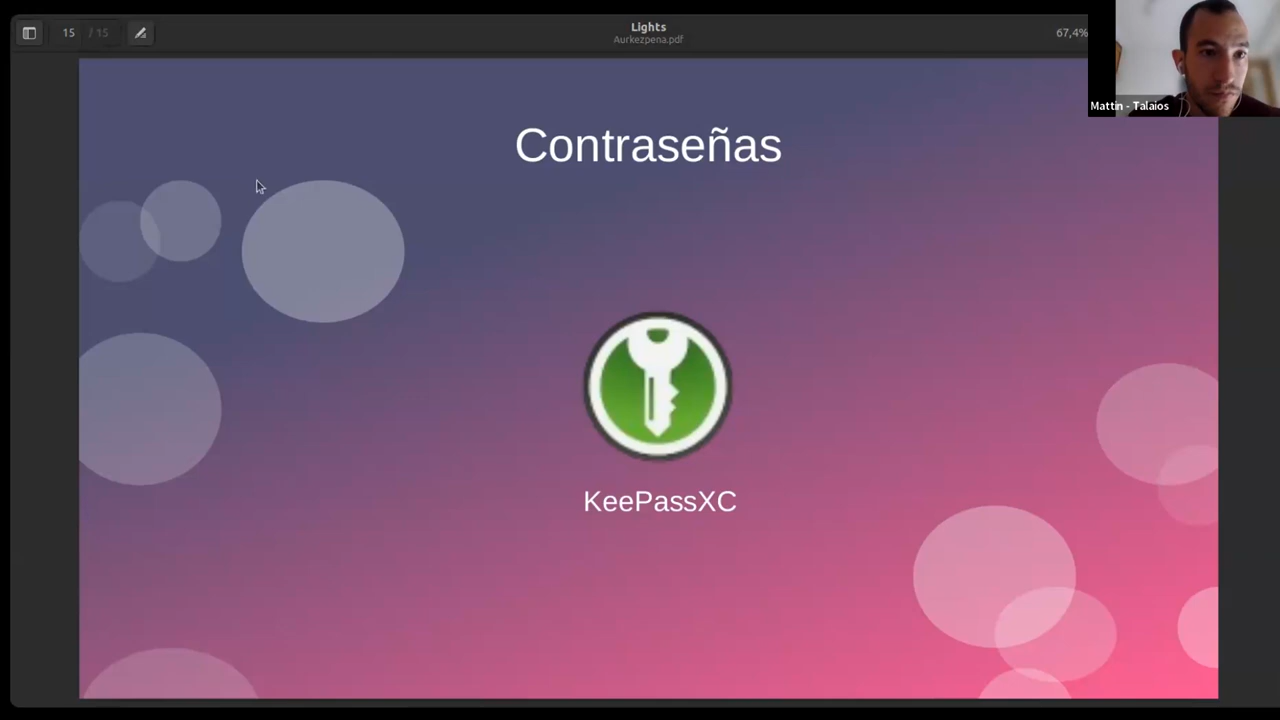 15 / 15
Lights
Aurkezpena.pdf
67,4%
Mattin - Talaios
Contraseñas
KeePassXC